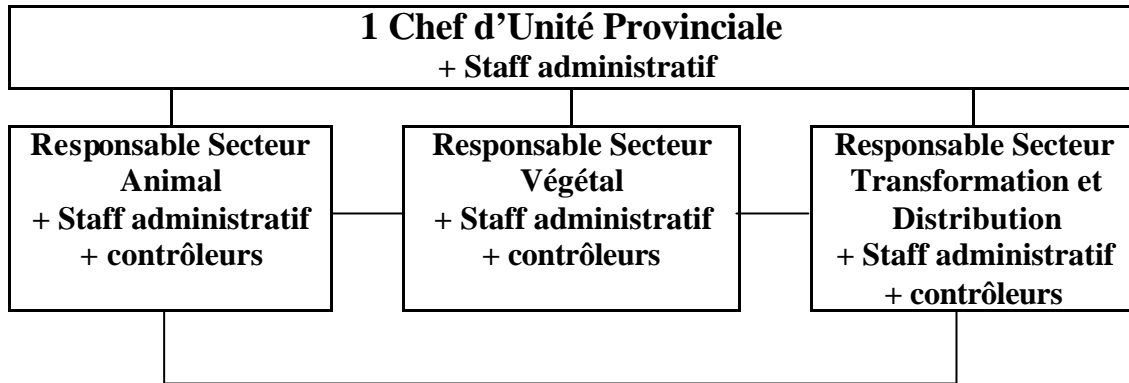 1 Chef d’Unité Provinciale
+ Staff administratif
Responsable Secteur
Animal
+ Staff administratif
+ contrôleurs
Responsable Secteur
Végétal
+ Staff administratif
+ contrôleurs
Responsable Secteur
Transformation et
Distribution
+ Staff administratif
+ contrôleurs